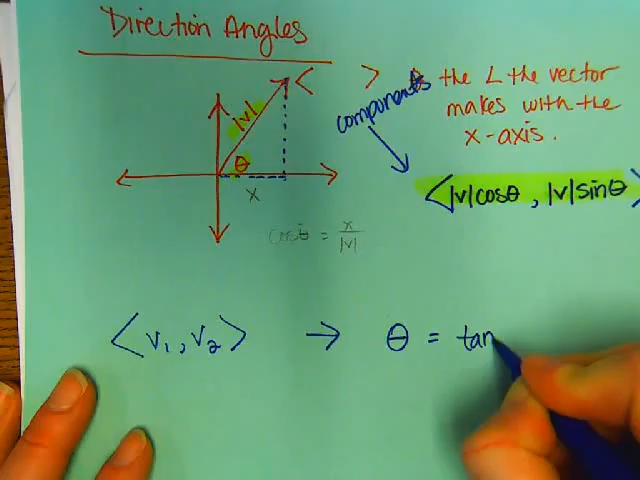 Direction Angles
< > the ∠ the vector
components makes with the
x-axis.
|v|
θ
<|v|cosθ, |v|sinθ>
x
cosθ = x/|v|
<v₁, v₂> → θ = tan